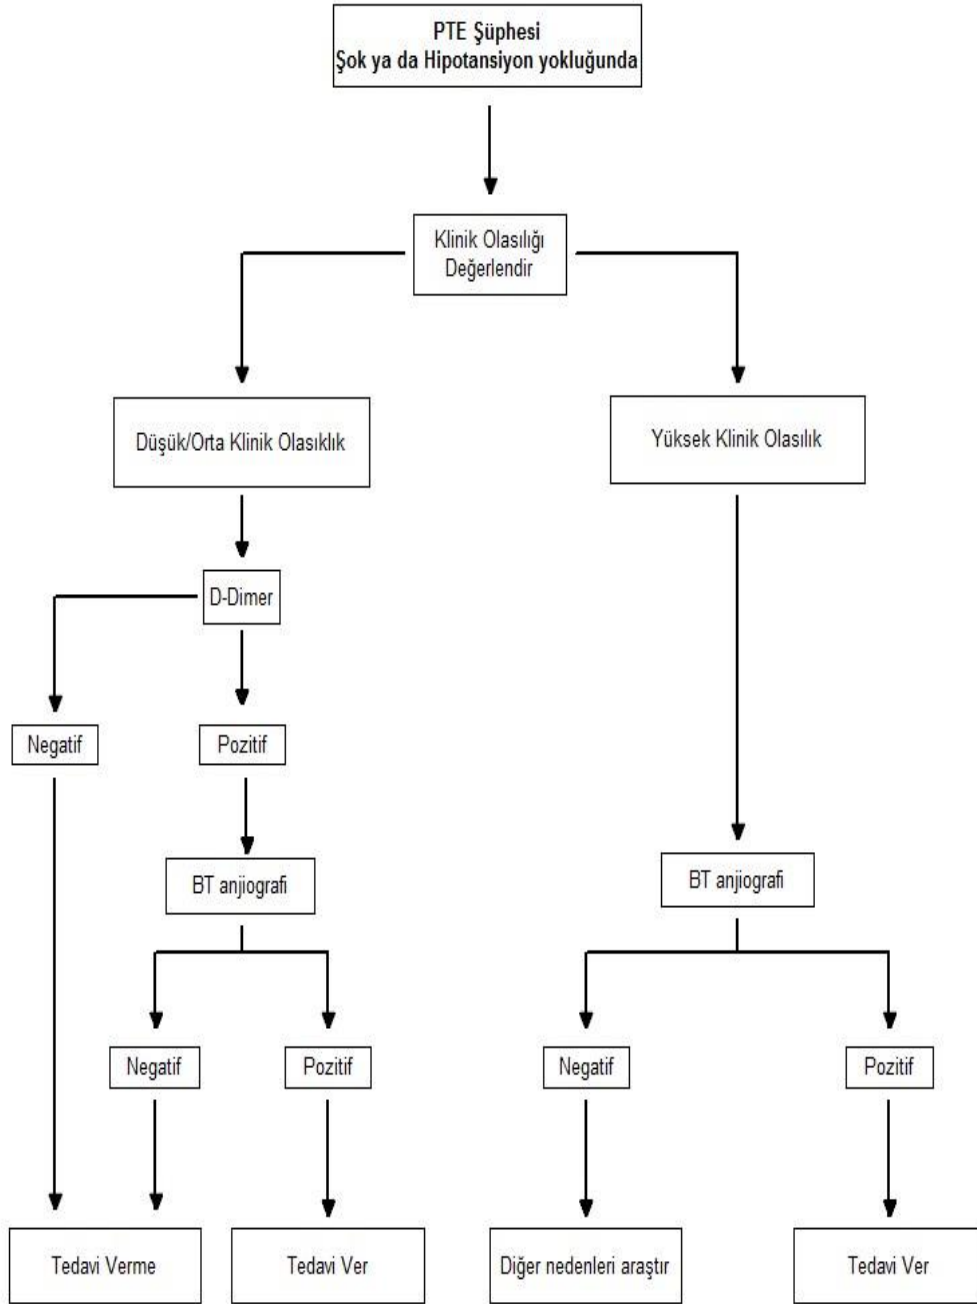 PTE Şüphesi
Şok ya da Hipotansiyon yokluğunda
Klinik Olasılığı
Değerlendir
Düşük/Orta Klinik Olasıklık
Yüksek Klinik Olasılık
D-Dimer
Negatif
Pozitif
BT anjiografi
BT anjiografi
Negatif
Pozitif
Negatif
Pozitif
Tedavi Verme
Tedavi Ver
Diğer nedenleri araştır
Tedavi Ver